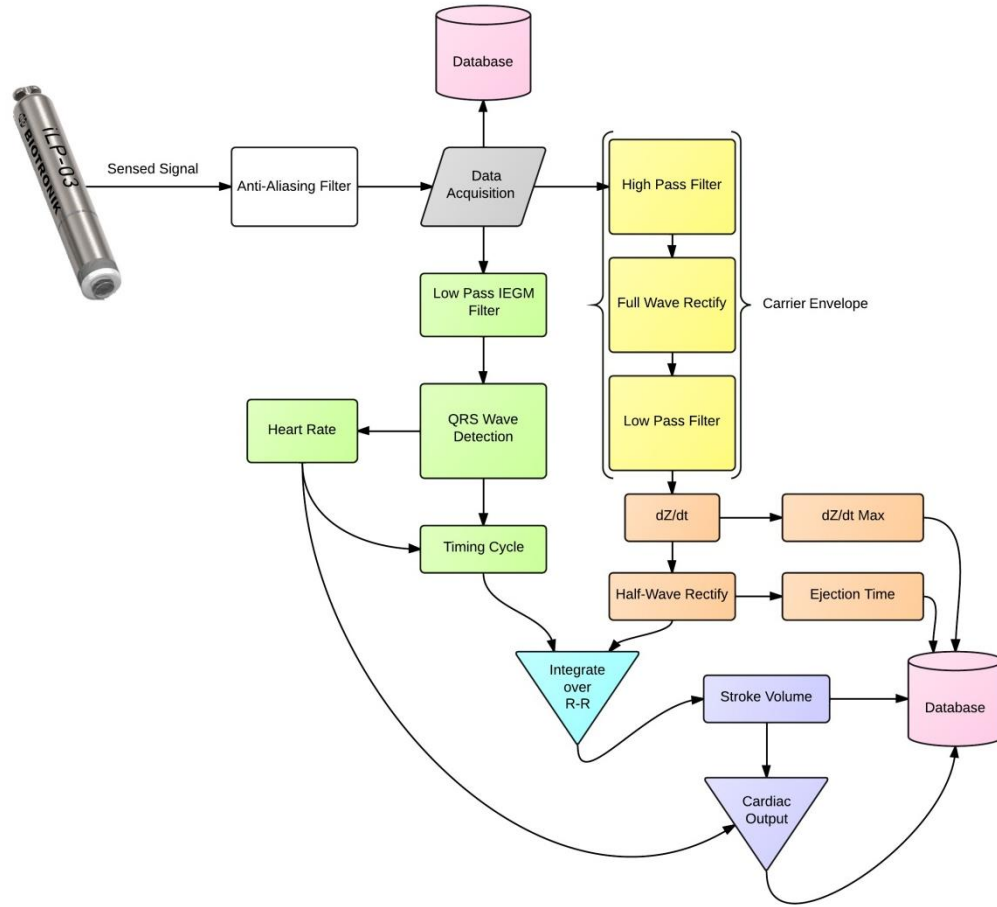 Database
iLP-03
BIOTRONIK
Sensed Signal
Anti-Aliasing Filter
Data
Acquisition
High Pass Filter
Low Pass IEGM
Filter
Full Wave Rectify
Carrier Envelope
Heart Rate
QRS Wave
Detection
Low Pass Filter
dZ/dt
dZ/dt Max
Timing Cycle
Half-Wave Rectify
Ejection Time
Integrate
over
R-R
Stroke Volume
Database
Cardiac
Output